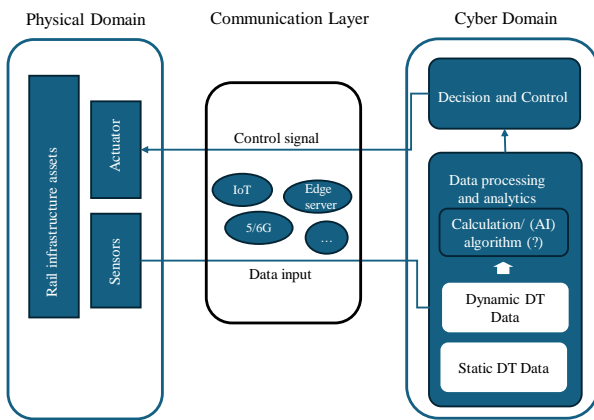 Physical Domain
Communication Layer
Cyber Domain
Rail infrastructure assets
Actuator
Sensors
Control signal
IoT
Edge
server
5/6G
...
Data input
Decision and Control
Data processing
and analytics
Calculation/ (AI)
algorithm (?)
Dynamic DT
Data
Static DT Data